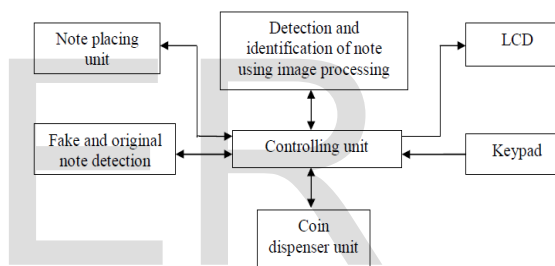 Note placing
unit
Detection and
identification of note
using image processing
LCD
Fake and original
note detection
Controlling unit
Keypad
Coin
dispenser unit
ER